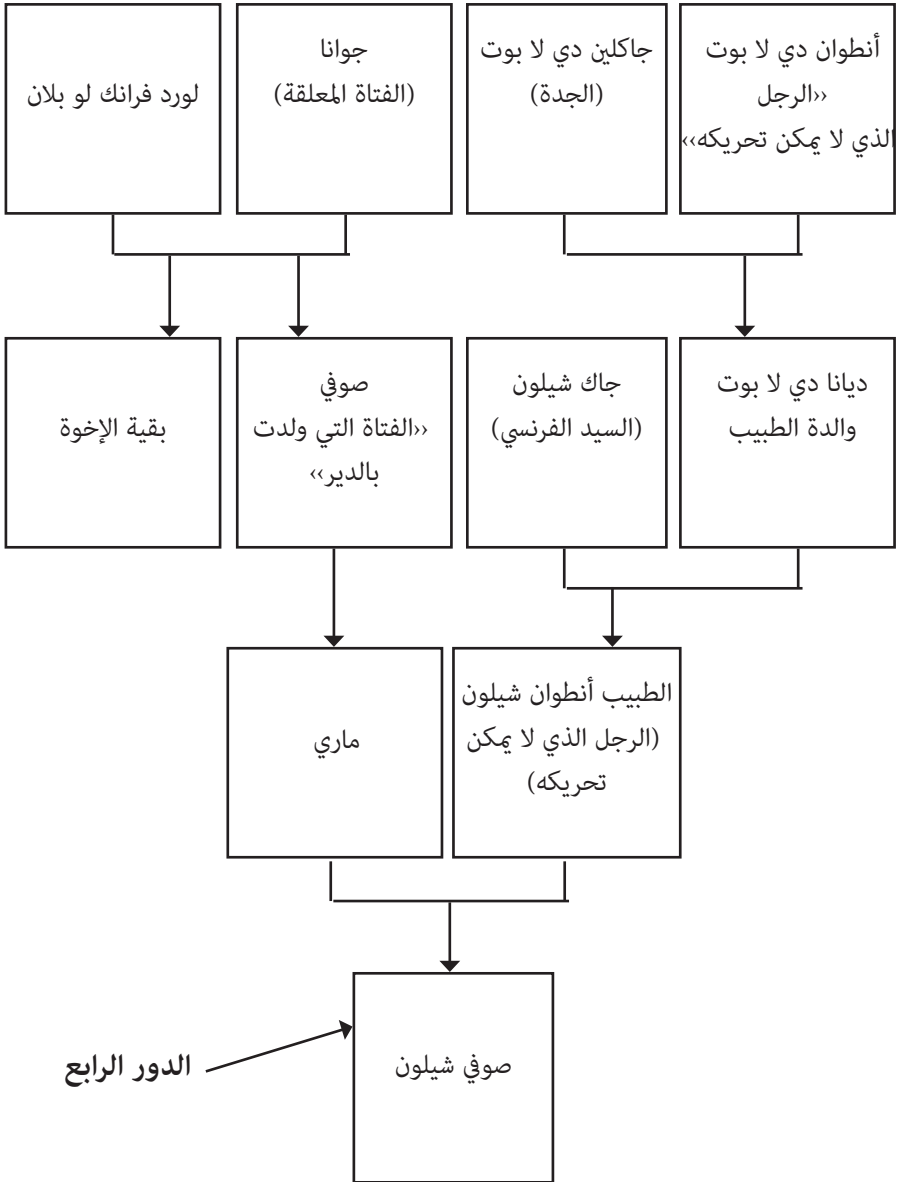 أنطوان دي لا بوت
‹‹الرجل
الذي لا يمكن تحريكه››
جاكلين دي لا بوت
(الجدة)
جوانا
(الفتاة المعلقة)
لورد فرانك لو بلان
ديانا دي لا بوت
والدة الطبيب
جاك شيلون
(السيد الفرنسي)
صوفي
‹‹الفتاة التي ولدت
بالدير››
بقية الإخوة
الطبيب أنطوان شيلون
(الرجل الذي لا يمكن
تحريكه)
ماري
صوفي شيلون
الدور الرابع